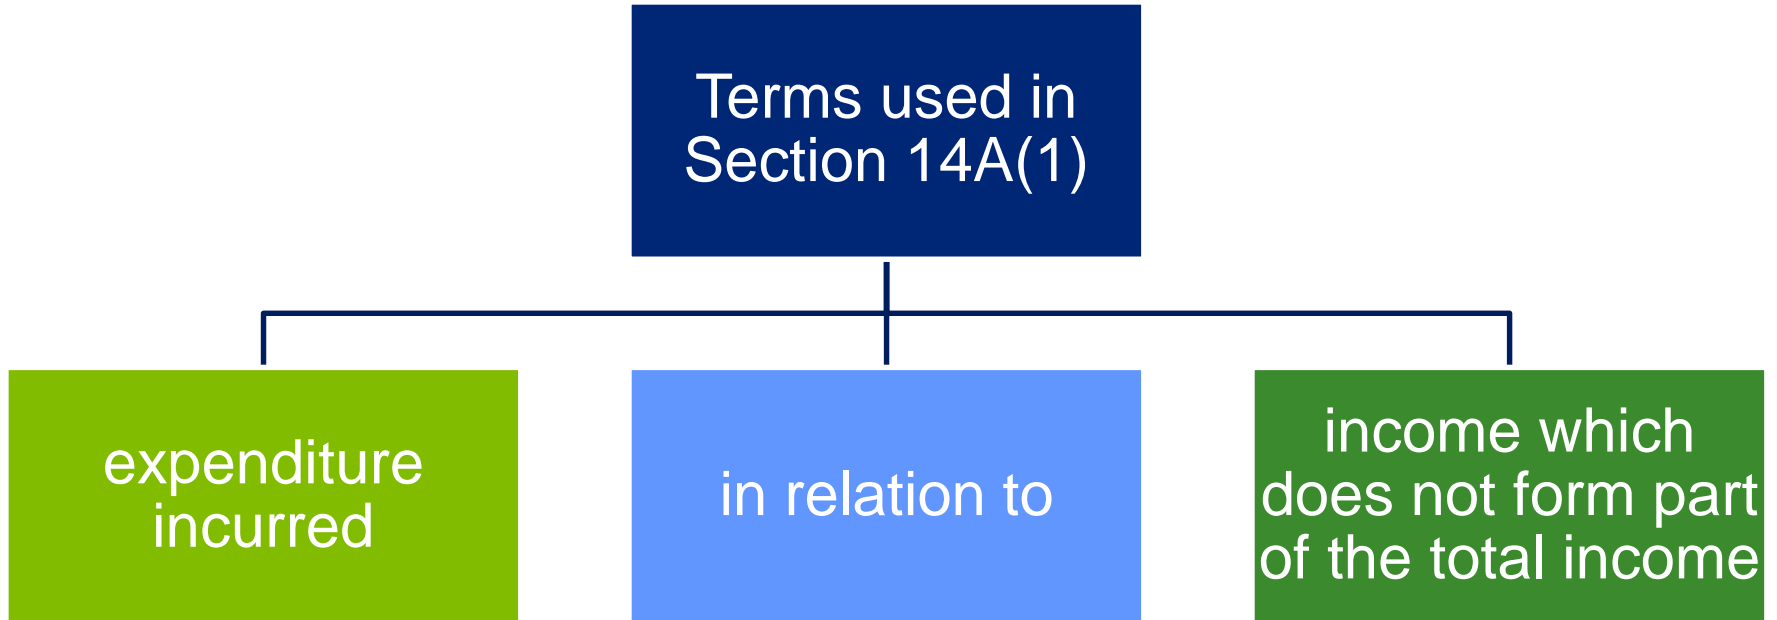 Terms used in
Section 14A(1)
expenditure
incurred
in relation to
income which
does not form part
of the total income